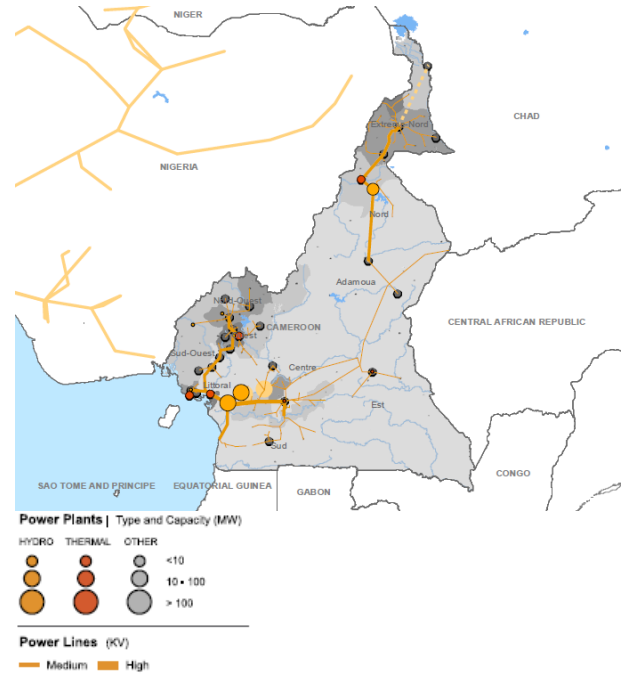 NIGER
CHAD
Extreme-Nord
NIGERIA
Nord
Adamoua
Nord-Ouest
CENTRAL AFRICAN REPUBLIC
CAMEROON
Sud-Ouest
Centre
Littoral
Est
Sud
CONGO
SAO TOME AND PRINCIPE
EQUATORIAL GUINEA
GABON
Power Plants | Type and Capacity (MW)
HYDRO THERMAL OTHER
<10
10 - 100
> 100
Power Lines (KV)
Medium High